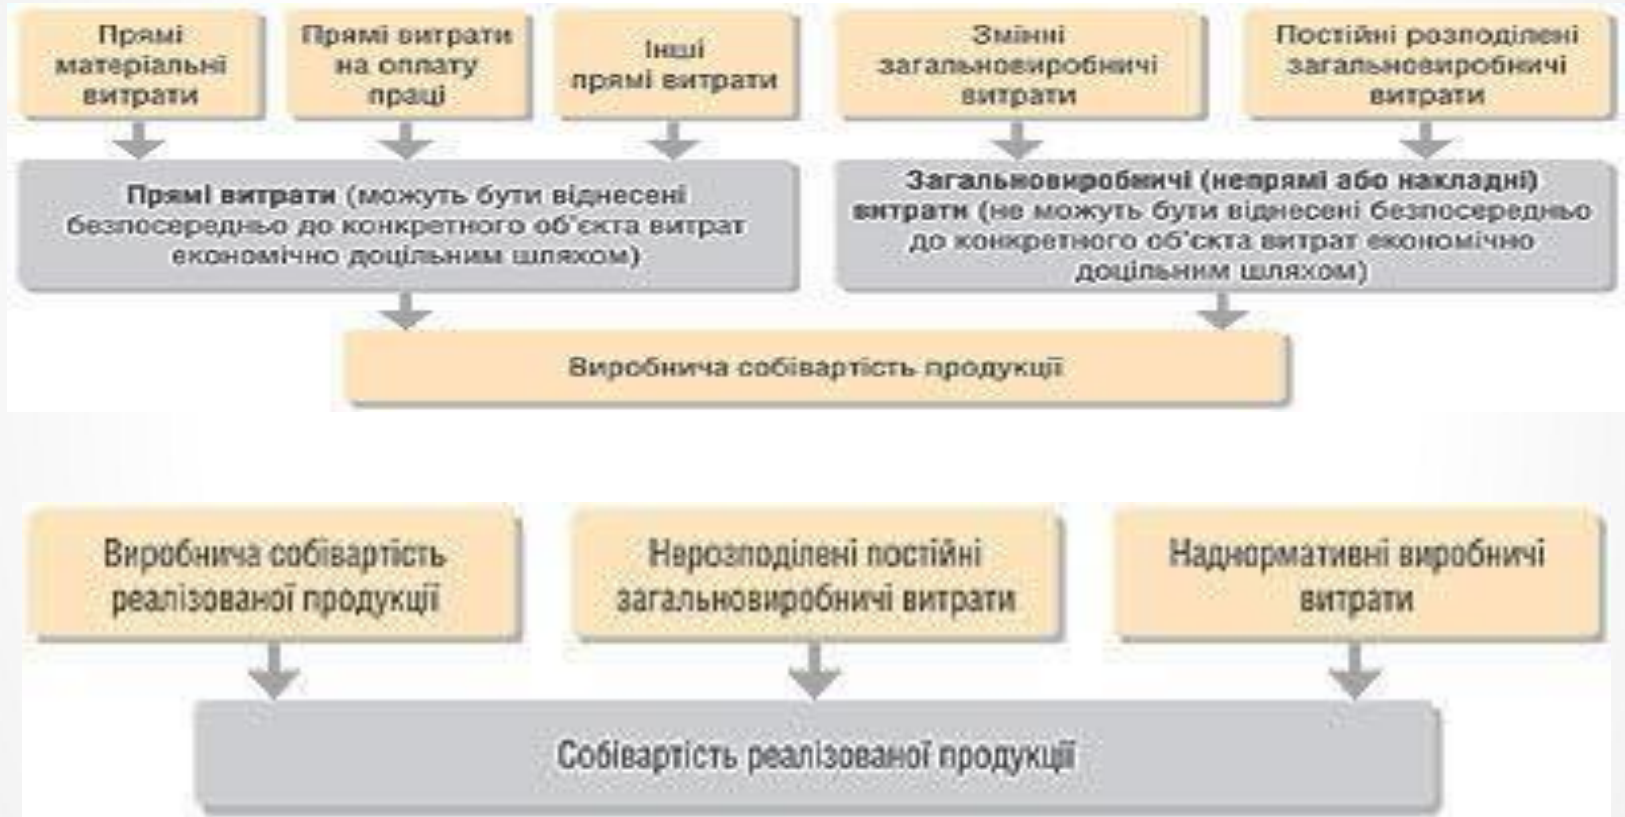 Прямі
матеріальні
витрати
Прямі витрати
на оплату
праці
Інші
прямі витрати
Змінні
загальновиробничі
витрати
Постійні розподілені
загальновиробничі
витрати
Прямі витрати (можуть бути віднесені
безпосередньо до конкретного об'єкта витрат
економічно доцільним шляхом)
Загальновиробничі (непрямі або накладні)
витрати (не можуть бути віднесені безпосередньо
до конкретного об'єкта витрат економічно
доцільним шляхом)
Виробнича собівартість продукції
Виробнича собівартість
реалізованої продукції
Нерозподілені постійні
загальновиробничі витрати
Наднормативні виробничі
витрати
Собівартість реалізованої продукції